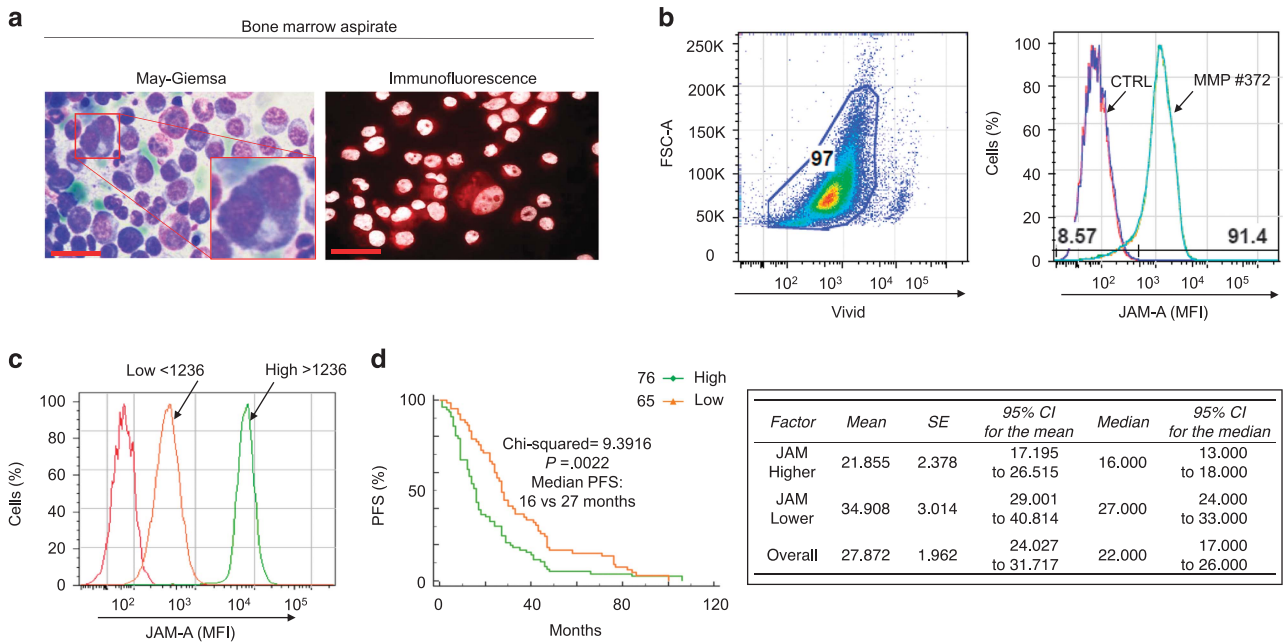 a
Bone marrow aspirate
May-Giemsa
Immunofluorescence
b
250K
200K
150K
100K
50K
0
FSC-A
97
10² 10³ 10⁴ 10⁵
Vivid
100
80
60
40
20
0
Cells (%)
CTRL
MMP #372
8.57
91.4
10² 10³ 10⁴ 10⁵
JAM-A (MFI)
c
Low <1236
High >1236
100
80
60
40
20
0
Cells (%)
10² 10³ 10⁴ 10⁵
JAM-A (MFI)
d
76 High
65 Low
100
50
0
PFS (%)
Chi-squared= 9.3916
P =.0022
Median PFS:
16 vs 27 months
0 40 80 120
Months
Factor Mean SE 95% CI for the mean Median 95% CI for the median
JAM Higher 21.855 2.378 17.195 to 26.515 16.000 13.000 to 18.000
JAM Lower 34.908 3.014 29.001 to 40.814 27.000 24.000 to 33.000
Overall 27.872 1.962 24.027 to 31.717 22.000 17.000 to 26.000